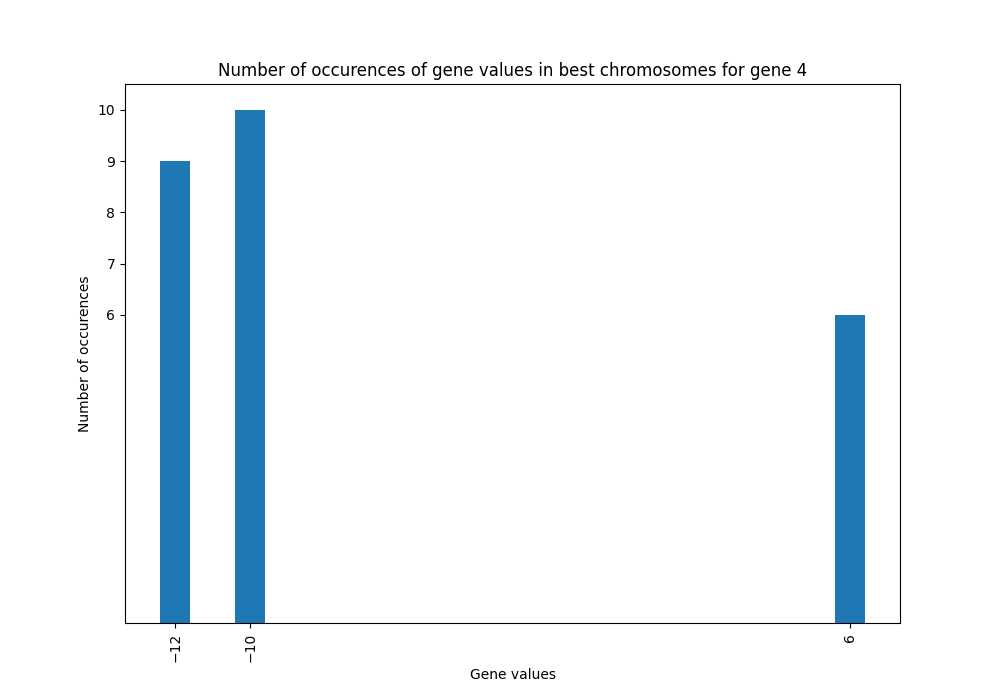 Number of occurences of gene values in best chromosomes for gene 4
10
9
8
7
6
Number of occurences
−12
−10
6
Gene values